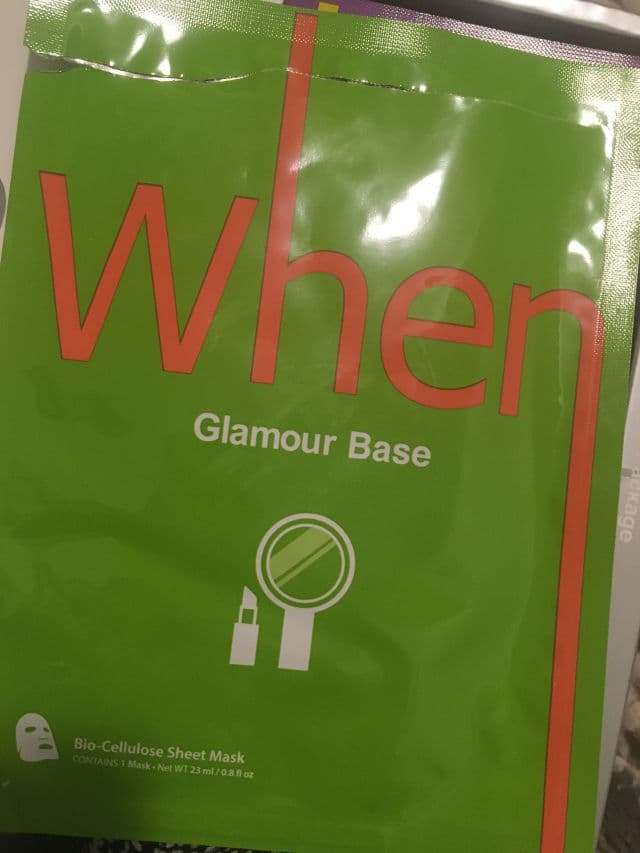 When
Glamour Base
Bio-Cellulose Sheet Mask
CONTAINS 1 Mask • Net WT 23 ml / 0.8 fl oz